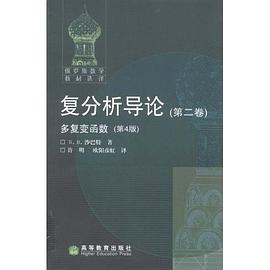 俄罗斯数学
教材选译
复分析导论 (第二卷)
多复变函数 (第4版)
Б. В. 沙巴特 著
许 明 欧阳彦虹 译
高等教育出版社
HIGHER EDUCATION PRESS